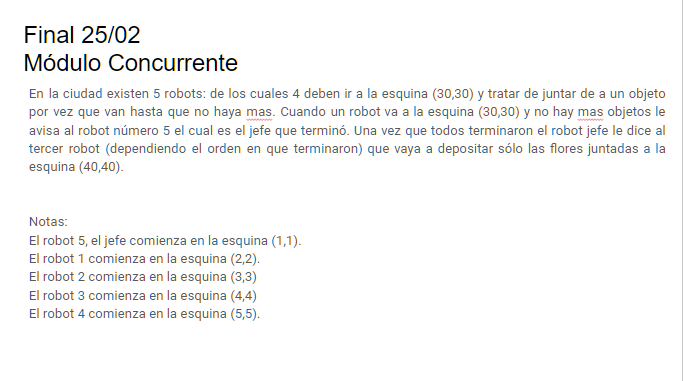 Final 25/02
Módulo Concurrente
En la ciudad existen 5 robots: de los cuales 4 deben ir a la esquina (30,30) y tratar de juntar de a un objeto
por vez que van hasta que no haya mas. Cuando un robot va a la esquina (30,30) y no hay mas objetos le
avisa al robot número 5 el cual es el jefe que terminó. Una vez que todos terminaron el robot jefe le dice al
tercer robot (dependiendo el orden en que terminaron) que vaya a depositar sólo las flores juntadas a la
esquina (40,40).
Notas:
El robot 5, el jefe comienza en la esquina (1,1).
El robot 1 comienza en la esquina (2,2).
El robot 2 comienza en la esquina (3,3)
El robot 3 comienza en la esquina (4,4)
El robot 4 comienza en la esquina (5,5).